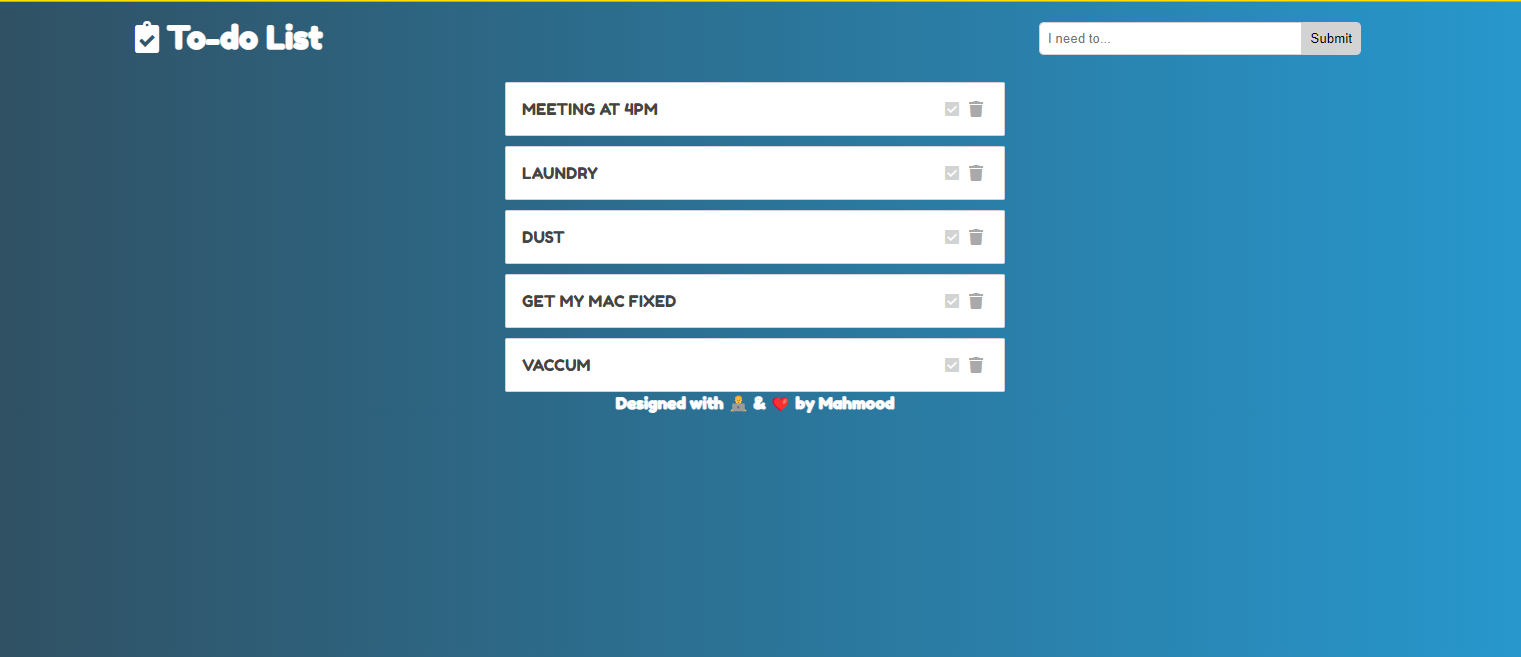 To-do List
I need to...
Submit
MEETING AT 4PM
LAUNDRY
DUST
GET MY MAC FIXED
VACCUM
Designed with 👨‍💻 & ❤️ by Mahmood